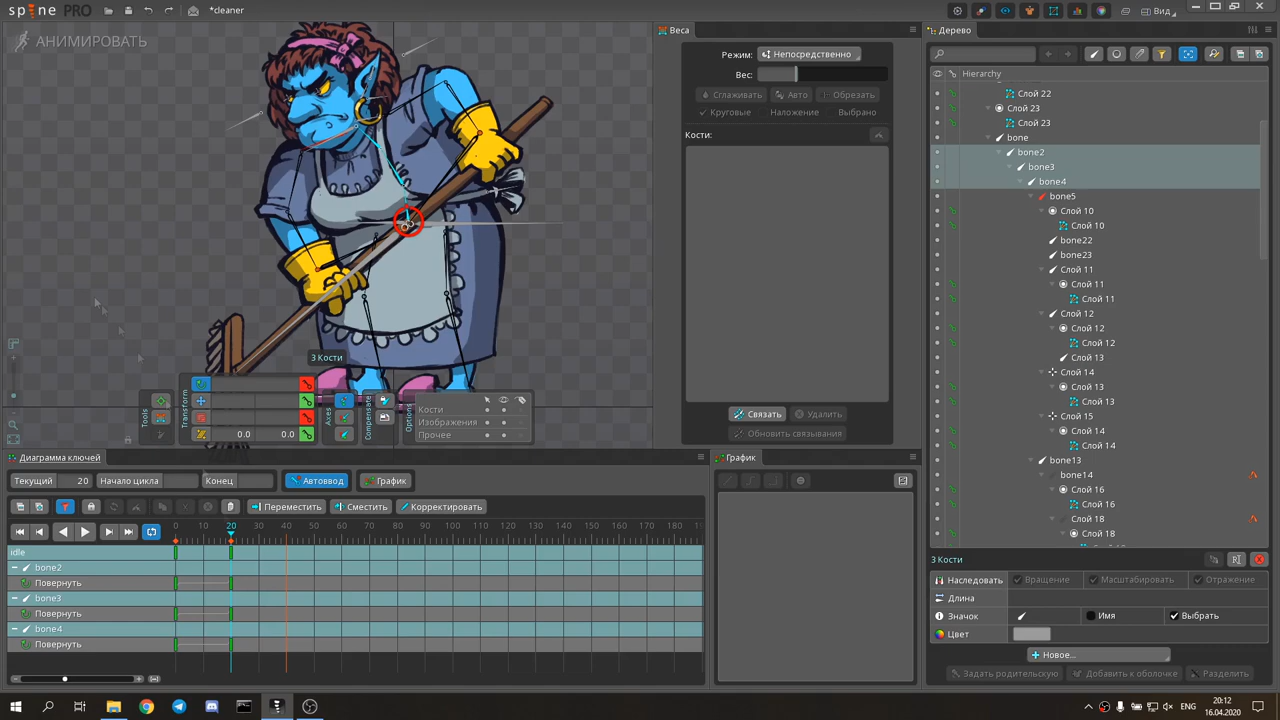 spine PRO *cleaner Вид
АНИМИРОВАТЬ
Веса
Режим: Непосредственно
Вес:
Сглаживать Авто Обрезать
Круговые Наложение Выбрано
Кости:
Связать Удалить
Обновить связывания
Дерево
Hierarchy
Слой 22
Слой 23
Слой 23
bone
bone2
bone3
bone4
bone5
Слой 10
Слой 10
bone22
bone23
Слой 11
Слой 11
Слой 11
Слой 12
Слой 12
Слой 12
Слой 13
Слой 14
Слой 13
Слой 13
Слой 15
Слой 14
Слой 14
bone13
bone14
Слой 16
Слой 16
Слой 18
Слой 18
3 Кости
Наследовать Вращение Масштабировать Отражение
Длина
Значок Имя Выбрать
Цвет
Новое...
Задать родительскую Добавить к оболочке Разделить
3 Кости
Tools
Transform
0.0 0.0
Axes
Compensate
Options
Кости
Изображения
Прочее
Диаграмма ключей
Текущий 20 Начало цикла Конец Автоввод График
Переместить Сместить Корректировать
0 10 20 30 40 50 60 70 80 90 100 110 120 130 140 150 160 170 180
idle
bone2
Повернуть
bone3
Повернуть
bone4
Повернуть
График
20:12
16.04.2020